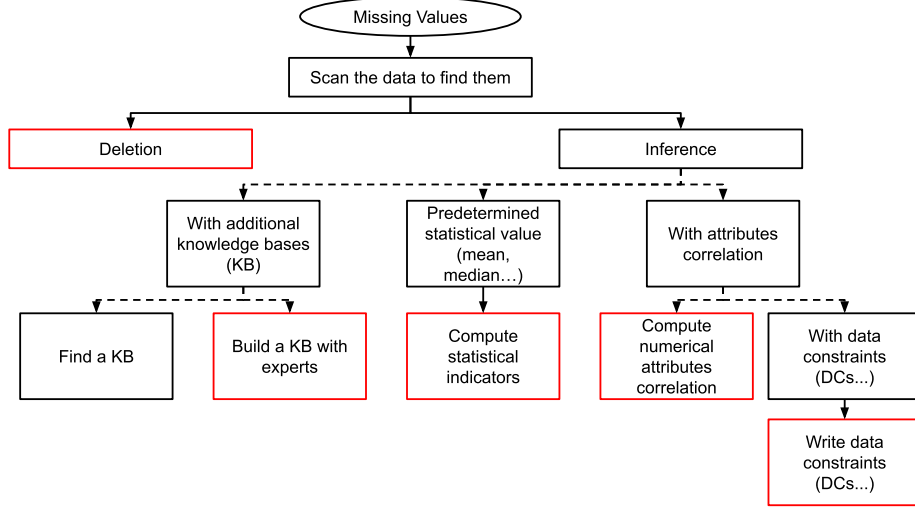 Missing Values
Scan the data to find them
Deletion
Inference
With additional
knowledge bases
(KB)
Predetermined
statistical value
(mean,
median…)
With attributes
correlation
Find a KB
Build a KB with
experts
Compute
statistical
indicators
Compute
numerical
attributes
correlation
With data
constraints
(DCs...)
Write data
constraints
(DCs...)